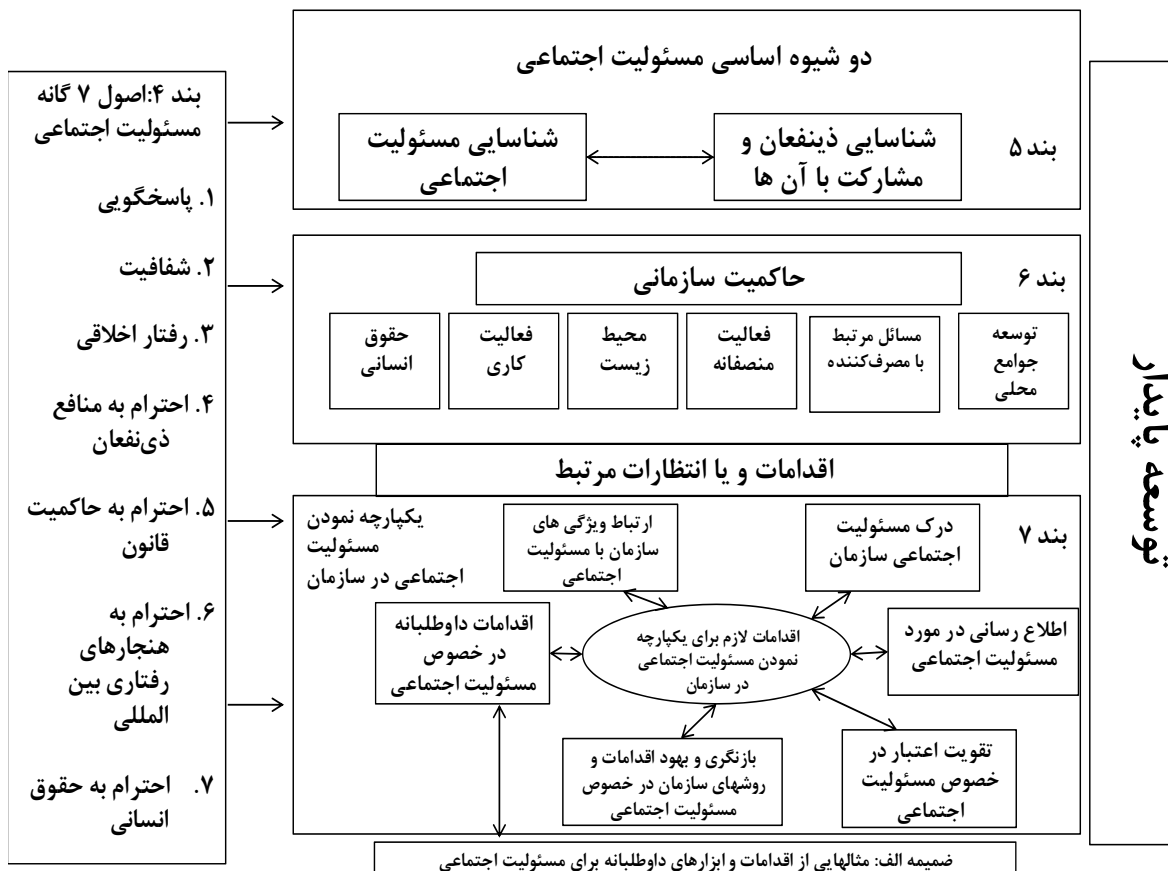 دو شیوه اساسی مسئولیت اجتماعی
بند ۵
شناسایی ذینفعان و
مشارکت با آن ها
شناسایی مسئولیت
اجتماعی
بند ۴:اصول ۷ گانه
مسئولیت اجتماعی
۱. پاسخگویی
۲. شفافیت
۳. رفتار اخلاقی
۴. احترام به منافع
ذی‌نفعان
۵. احترام به حاکمیت
قانون
۶. احترام به
هنجارهای
رفتاری بین
المللی
۷. احترام به حقوق
انسانی
بند ۶
حاکمیت سازمانی
توسعه
جوامع
محلی
مسائل مرتبط
با مصرف‌کننده
فعالیت
منصفانه
محیط
زیست
فعالیت
کاری
حقوق
انسانی
اقدامات و یا انتظارات مرتبط
بند ۷
یکپارچه نمودن
مسئولیت
اجتماعی در سازمان
درک مسئولیت
اجتماعی سازمان
ارتباط ویژگی های
سازمان با مسئولیت
اجتماعی
اطلاع رسانی در مورد
مسئولیت اجتماعی
اقدامات لازم برای یکپارچه
نمودن مسئولیت اجتماعی
در سازمان
اقدامات داوطلبانه
در خصوص
مسئولیت اجتماعی
تقویت اعتبار در
خصوص مسئولیت
اجتماعی
بازنگری و بهود اقدامات و
روشهای سازمان در خصوص
مسئولیت اجتماعی
ضمیمه الف: مثالهایی از اقدامات و ابزارهای داوطلبانه برای مسئولیت اجتماعی
توسعه پایدار